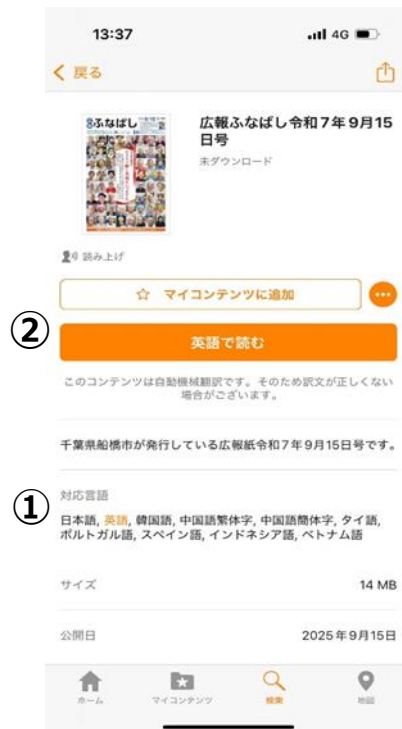 13:37
4G
戻る
ふなばし
広報ふなばし令和7年9月15
日号
未ダウンロード
読み上げ
☆ マイコンテンツに追加
②
英語で読む
このコンテンツは自動機械翻訳です。そのため訳文が正しくない
場合がございます。
千葉県船橋市が発行している広報紙令和7年9月15日号です。
①
対応言語
日本語, 英語, 韓国語, 中国語繁体字, 中国語簡体字, タイ語,
ポルトガル語, スペイン語, インドネシア語, ベトナム語
サイズ
14 MB
公開日
2025年9月15日
ホーム
マイコンテンツ
検索
地図